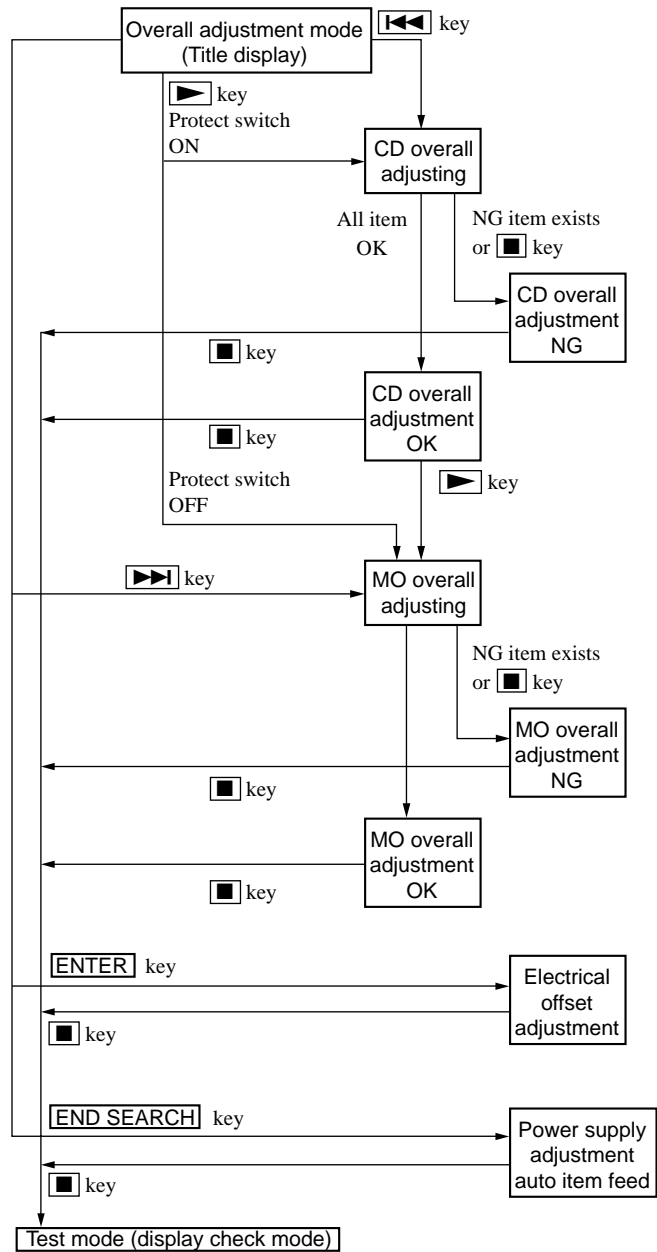 Overall adjustment mode
(Title display)
key
key
Protect switch
ON
CD overall
adjusting
All item
OK
NG item exists
or key
CD overall
adjustment
NG
key
CD overall
adjustment
OK
key
Protect switch
OFF
key
key
MO overall
adjusting
NG item exists
or key
MO overall
adjustment
NG
key
MO overall
adjustment
OK
key
ENTER key
Electrical
offset
adjustment
key
END SEARCH key
Power supply
adjustment
auto item feed
key
Test mode (display check mode)